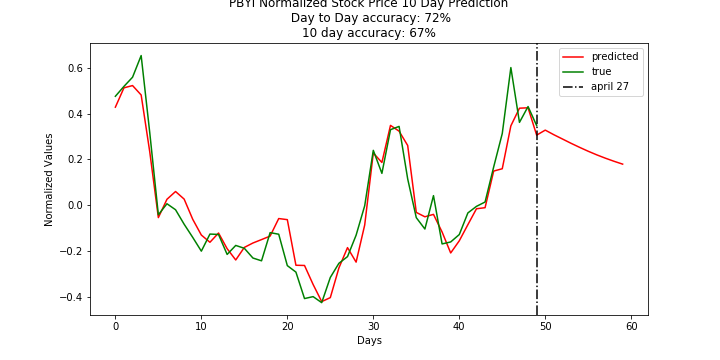 PBYI Normalized Stock Price 10 Day Prediction
Day to Day accuracy: 72%
10 day accuracy: 67%
predicted
true
april 27
Normalized Values
0.6
0.4
0.2
0.0
−0.2
−0.4
0 10 20 30 40 50 60
Days